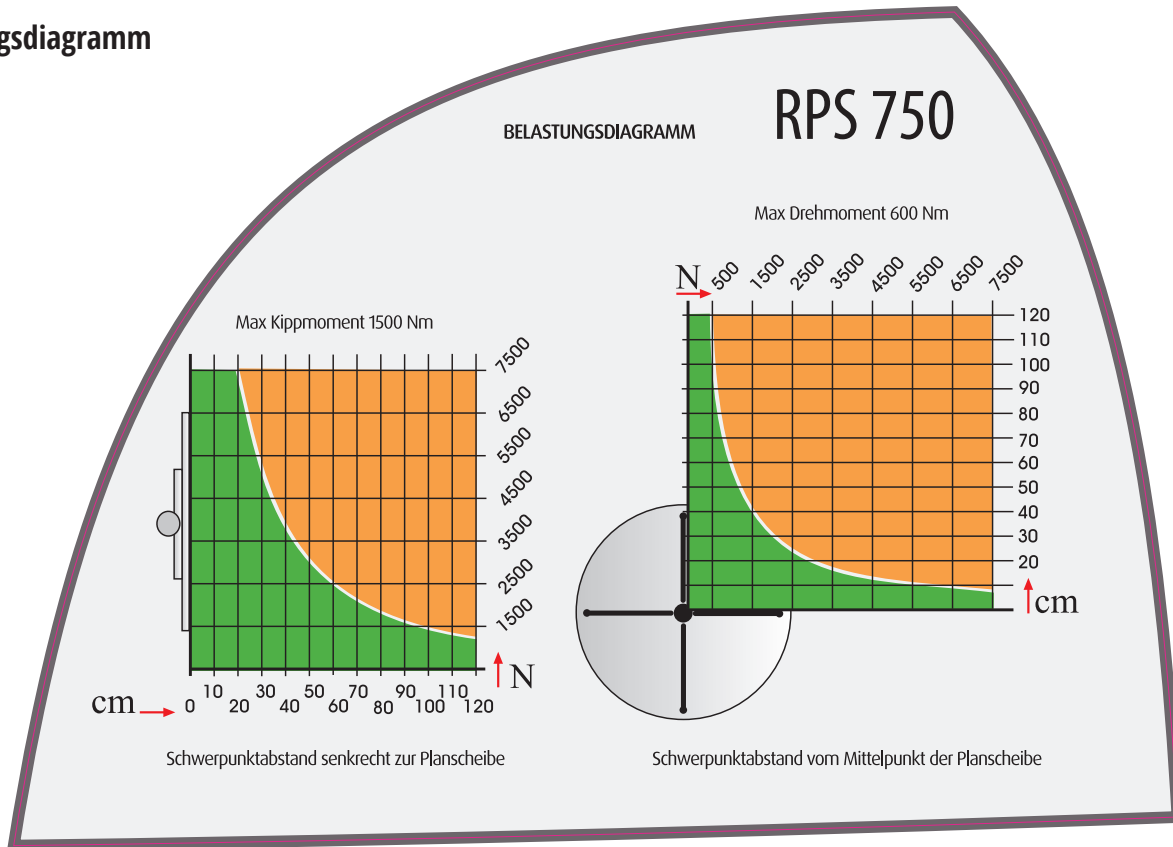 gsdiagramm
RPS 750
BELASTUNGSDIAGRAMM
Max Drehmoment 600 Nm
N
500 1500 2500 3500 4500 5500 6500 7500
120
110
100
90
80
70
60
50
40
30
20
cm
Max Kippmoment 1500 Nm
7500
6500
5500
4500
3500
2500
1500
N
10 30 50 70 90 110
cm 0 20 40 60 80 100 120
Schwerpunktabstand senkrecht zur Planscheibe
Schwerpunktabstand vom Mittelpunkt der Planscheibe